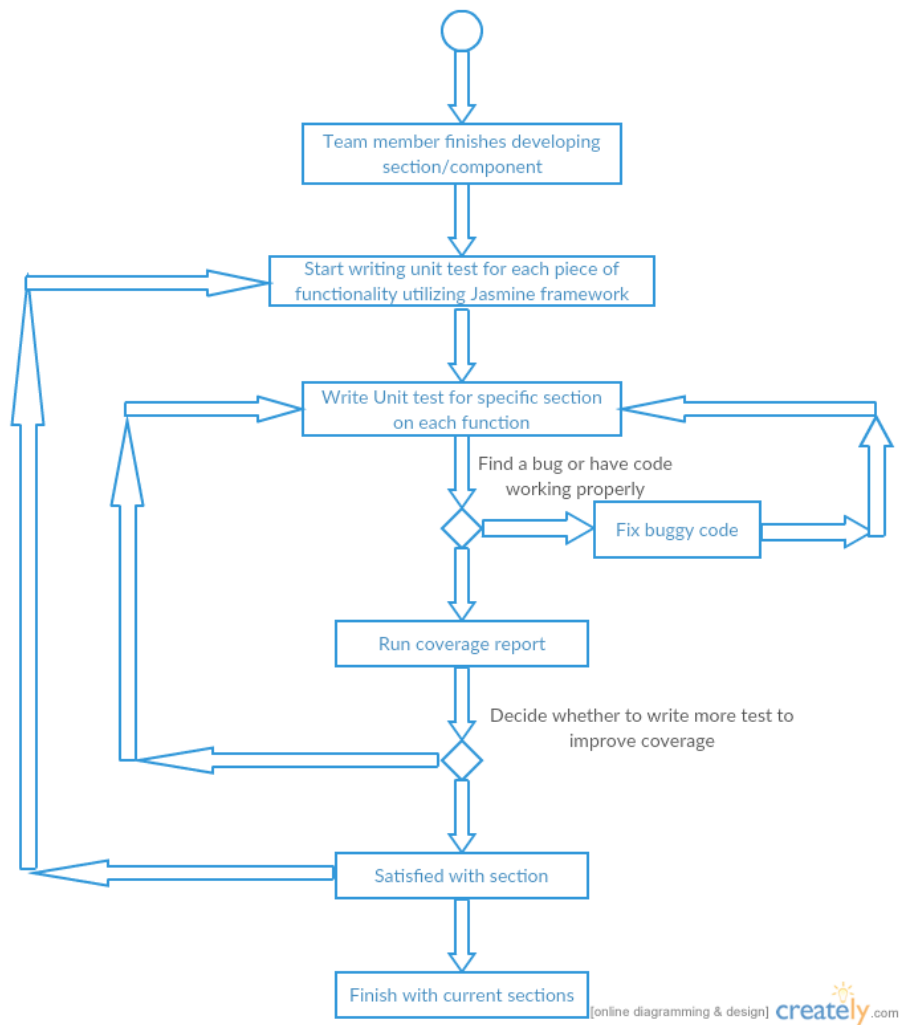 Team member finishes developing
section/component
Start writing unit test for each piece of
functionality utilizing Jasmine framework
Write Unit test for specific section
on each function
Find a bug or have code
working properly
Fix buggy code
Run coverage report
Decide whether to write more test to
improve coverage
Satisfied with section
Finish with current sections
[online diagramming & design] creately.com